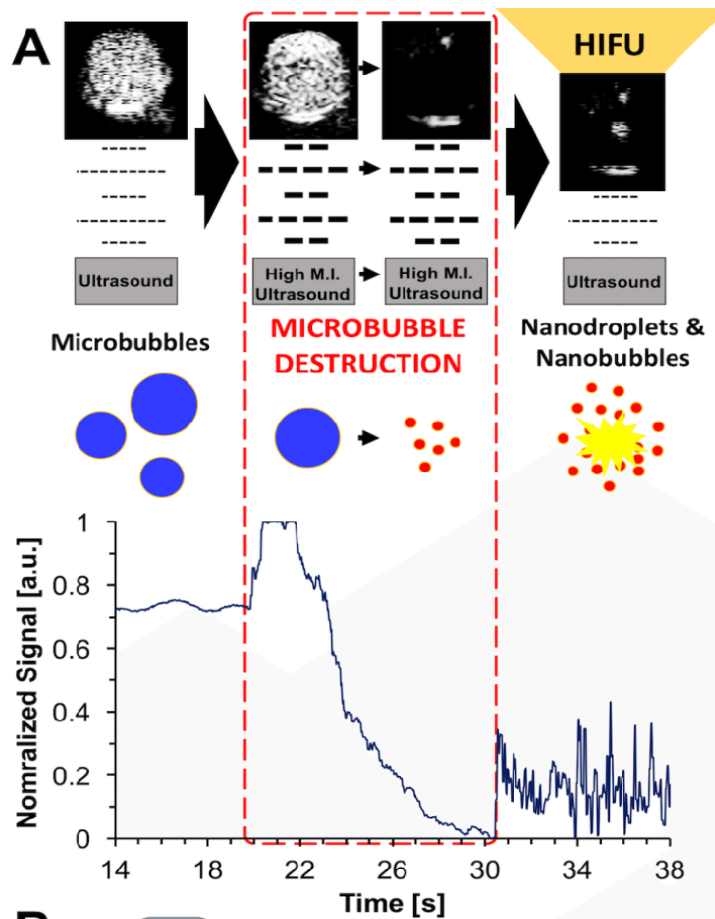 A
HIFU
Ultrasound
High M.I.
Ultrasound
High M.I.
Ultrasound
Ultrasound
Microbubbles
MICROBUBBLE
DESTRUCTION
Nanodroplets &
Nanobubbles
Nomralized Signal [a.u.]
1
0.8
0.6
0.4
0.2
0
14
18
22
26
30
34
38
Time [s]